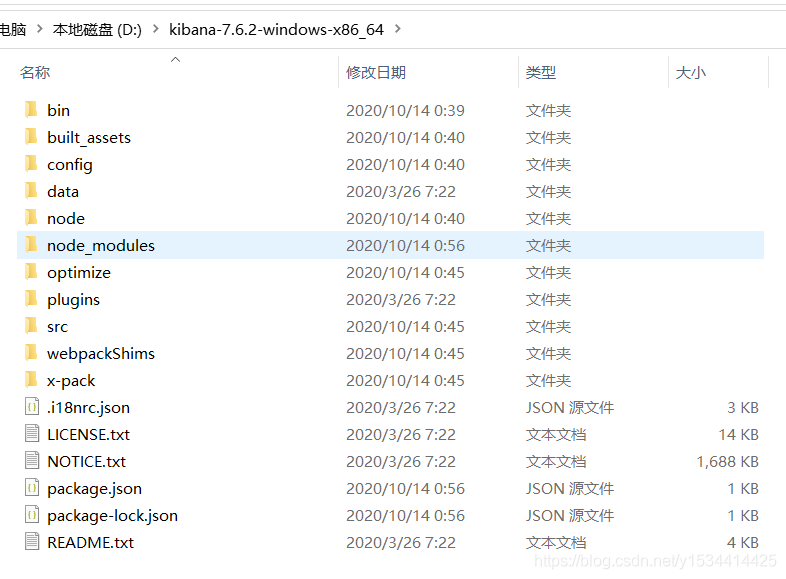 电脑 > 本地磁盘 (D:) > kibana-7.6.2-windows-x86_64 >
名称 修改日期 类型 大小
bin 2020/10/14 0:39 文件夹
built_assets 2020/10/14 0:40 文件夹
config 2020/10/14 0:40 文件夹
data 2020/3/26 7:22 文件夹
node 2020/10/14 0:40 文件夹
node_modules 2020/10/14 0:56 文件夹
optimize 2020/10/14 0:45 文件夹
plugins 2020/3/26 7:22 文件夹
src 2020/10/14 0:45 文件夹
webpackShims 2020/10/14 0:45 文件夹
x-pack 2020/10/14 0:45 文件夹
.i18nrc.json 2020/3/26 7:22 JSON 源文件 3 KB
LICENSE.txt 2020/3/26 7:22 文本文档 14 KB
NOTICE.txt 2020/3/26 7:22 文本文档 1,688 KB
package.json 2020/10/14 0:56 JSON 源文件 1 KB
package-lock.json 2020/10/14 0:56 JSON 源文件 1 KB
README.txt 2020/3/26 7:22 文本文档 4 KB
https://blog.csdn.net/y1534414425